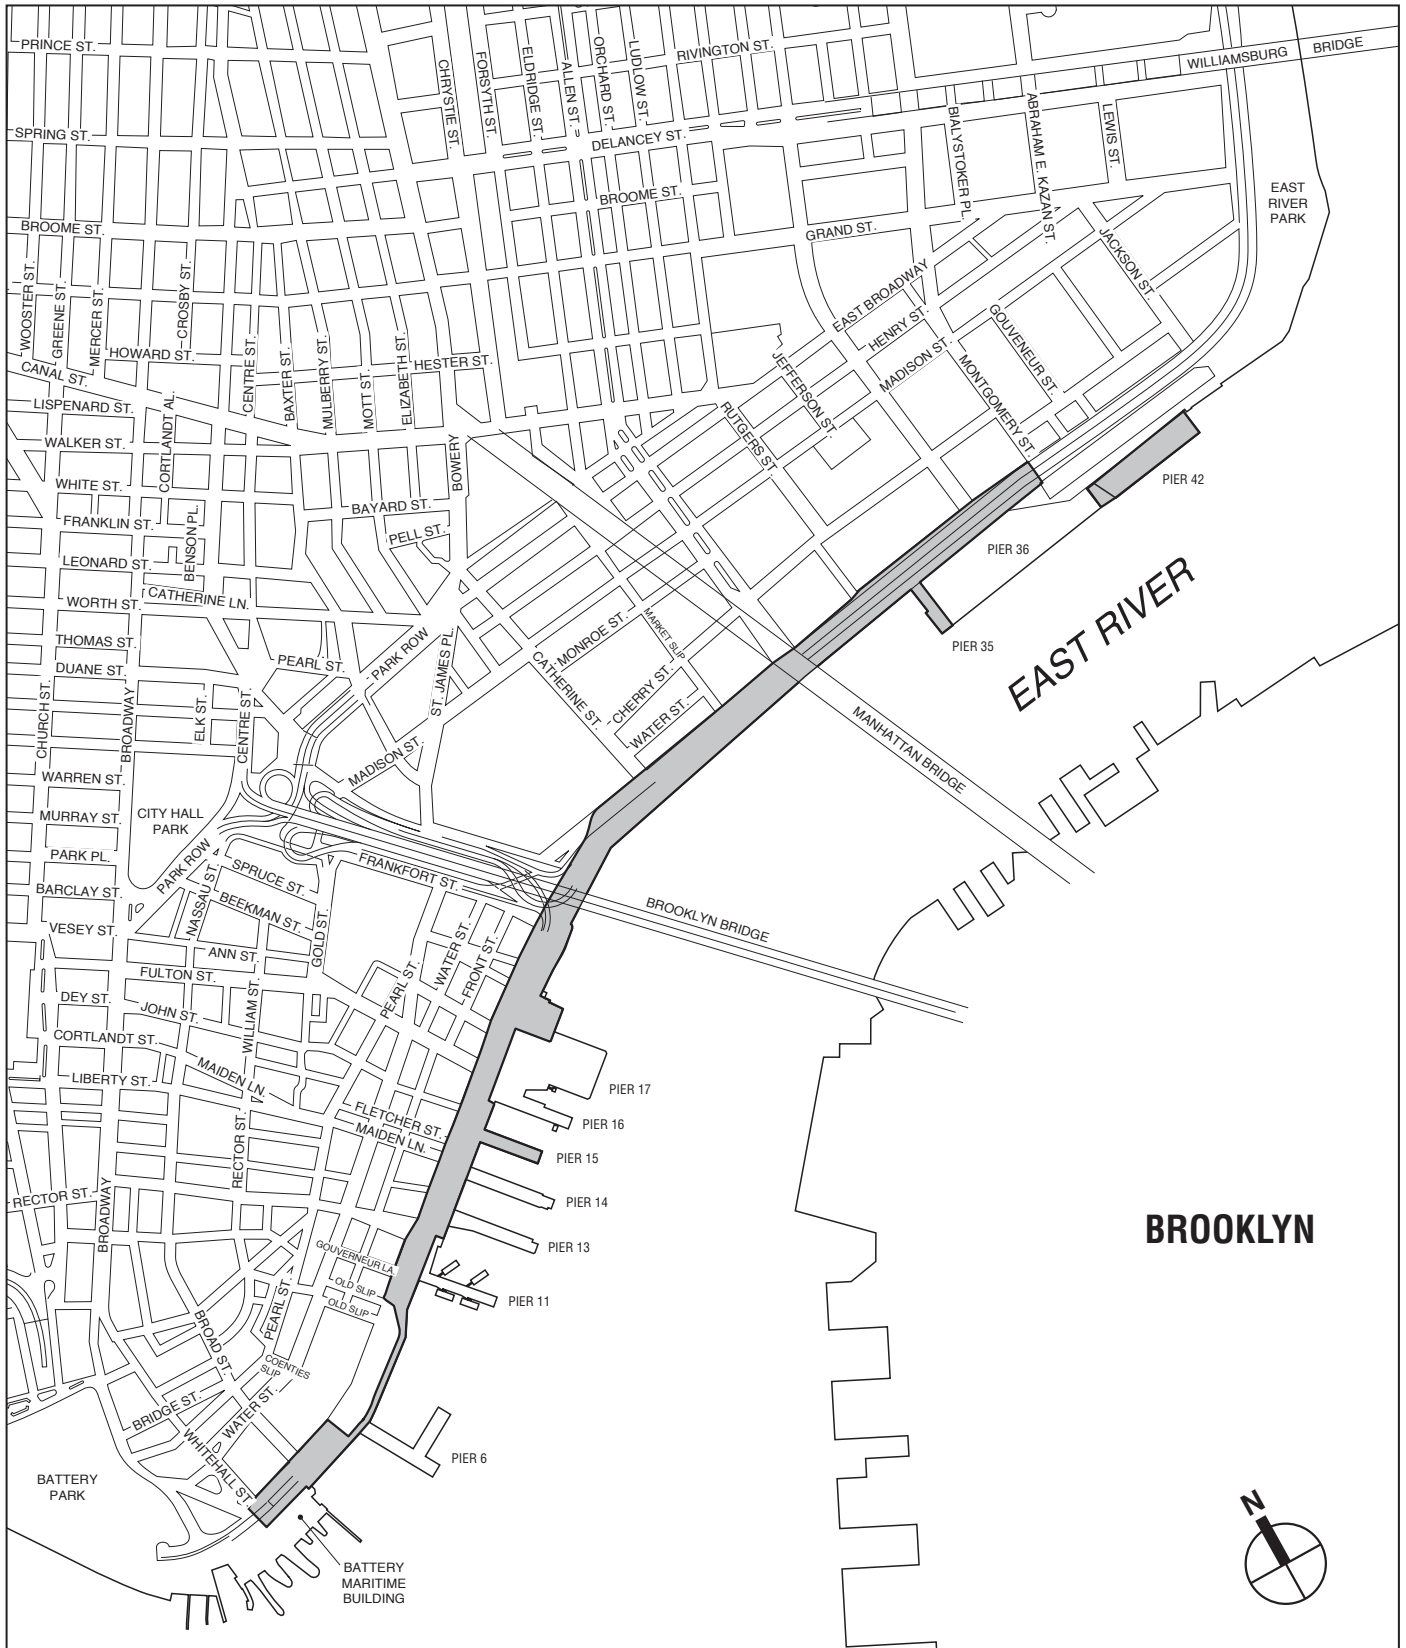 PRINCE ST.
CHRYSTIE ST.
FORSYTH ST.
ELDRIDGE ST.
ALLEN ST.
ORCHARD ST.
LUDLOW ST.
RIVINGTON ST.
WILLIAMSBURG BRIDGE
SPRING ST.
DELANCEY ST.
BIALYSTOKER PL.
ABRAHAM E. KAZAN ST.
LEWIS ST.
EAST
RIVER
PARK
BROOME ST.
BROOME ST.
GRAND ST.
JACKSON ST.
WOOSTER ST.
GREENE ST.
MERCER ST.
CROSBY ST.
EAST BROADWAY
HENRY ST.
MADISON ST.
GOUVENEUR ST.
MONTGOMERY ST.
HOWARD ST.
CENTRE ST.
BAXTER ST.
MULBERRY ST.
MOTT ST.
ELIZABETH ST.
HESTER ST.
JEFFERSON ST.
RUTGERS ST.
CANAL ST.
LISPENARD ST.
CORTLANDT AL.
WALKER ST.
BOWERY
WHITE ST.
PIER 42
BAYARD ST.
FRANKLIN ST.
BENSON PL.
PELL ST.
PIER 36
LEONARD ST.
CATHERINE LN.
WORTH ST.
EAST RIVER
MARKET SLIP
MONROE ST.
THOMAS ST.
PEARL ST.
PARK ROW
ST. JAMES PL.
CATHERINE ST.
CHERRY ST.
WATER ST.
PIER 35
DUANE ST.
CHURCH ST.
BROADWAY
ELK ST.
CENTRE ST.
MANHATTAN BRIDGE
MADISON ST.
WARREN ST.
MURRAY ST.
CITY HALL
PARK
PARK PL.
PARK ROW
FRANKFORT ST.
SPRUCE ST.
BARCLAY ST.
NASSAU ST.
BEEKMAN ST.
GOLD ST.
BROOKLYN BRIDGE
VESEY ST.
ANN ST.
WATER ST.
FRONT ST.
FULTON ST.
PEARL ST.
DEY ST.
JOHN ST.
WILLIAM ST.
CORTLANDT ST.
MAIDEN LN.
LIBERTY ST.
PIER 17
FLETCHER ST.
PIER 16
MAIDEN LN.
RECTOR ST.
PIER 15
RECTOR ST.
BROADWAY
PIER 14
BROOKLYN
PIER 13
GOUVERNEUR LA.
OLD SLIP
PIER 11
OLD SLIP
PEARL ST.
BROAD ST.
COENTIES
SLIP
BRIDGE ST.
WATER ST.
WHITEHALL ST.
PIER 6
BATTERY
PARK
N
BATTERY
MARITIME
BUILDING